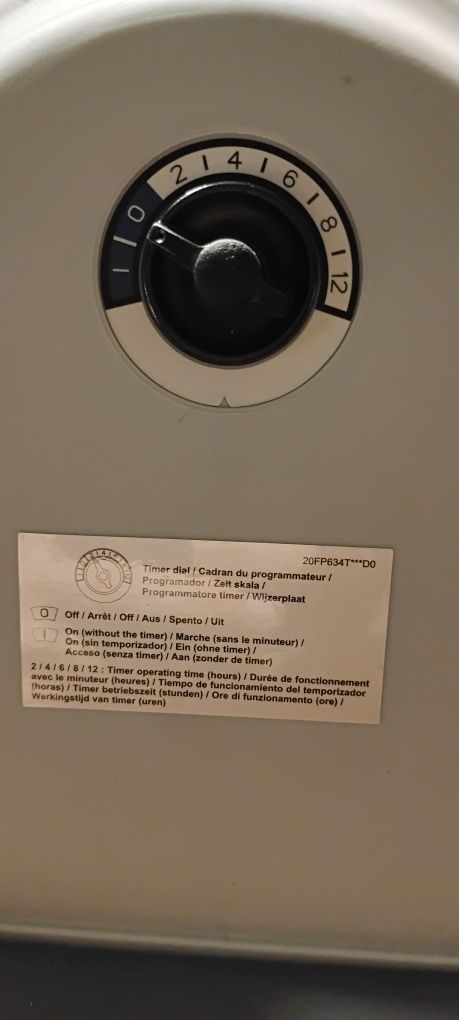 I | 0 2 | 4 | 6 | 8 | 12
20FP634T***D0
Timer dial / Cadran du programmateur /
Programador / Zeit skala /
Programmatore timer / Wijzerplaat
0 Off / Arrêt / Off / Aus / Spento / Uit
I On (without the timer) / Marche (sans le minuteur) /
On (sin temporizador) / Ein (ohne timer) /
Acceso (senza timer) / Aan (zonder de timer)
2 / 4 / 6 / 8 / 12 : Timer operating time (hours) / Durée de fonctionnement
avec le minuteur (heures) / Tiempo de funcionamiento del temporizador
(horas) / Timer betriebszeit (stunden) / Ore di funzionamento (ore) /
Werkingstijd van timer (uren)